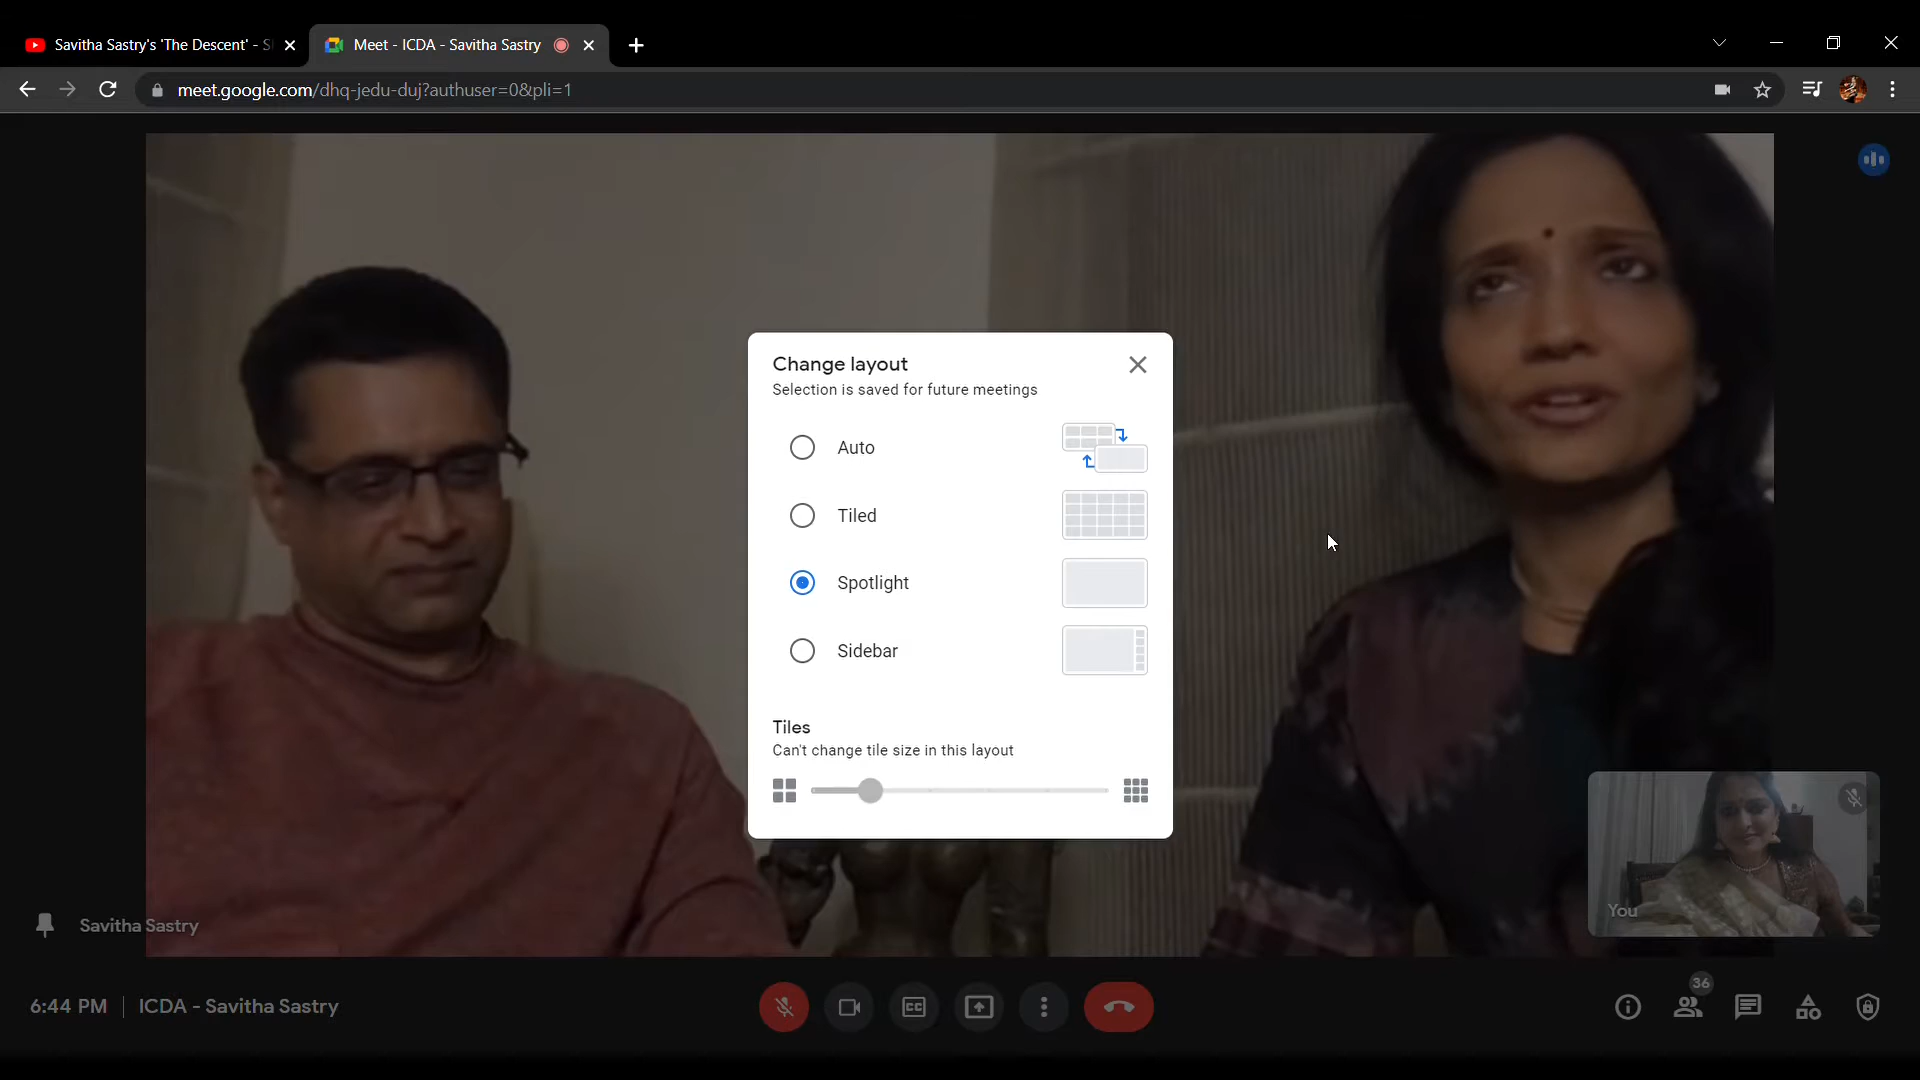 Savitha Sastry's 'The Descent' - S
Meet - ICDA - Savitha Sastry
meet.google.com/dhq-jedu-duj?authuser=0&pli=1
Change layout
Selection is saved for future meetings
Auto
Tiled
Spotlight
Sidebar
Tiles
Can't change tile size in this layout
You
Savitha Sastry
6:44 PM | ICDA - Savitha Sastry
CC
36